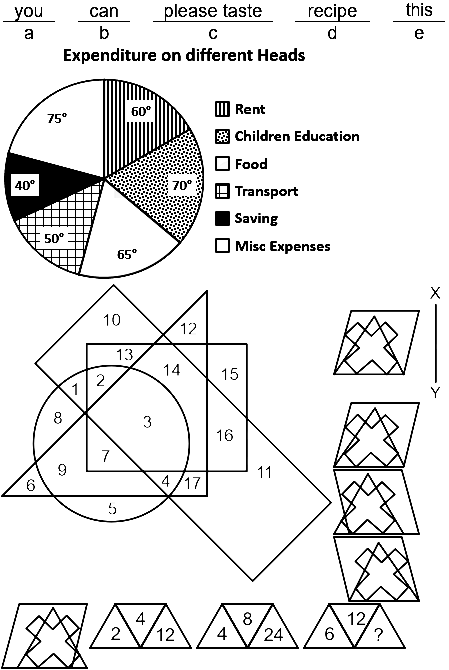 you can please taste recipe this
a b c d e
Expenditure on different Heads
75° 60° Rent
Children Education
Food
40° 70° Transport
Saving
50° 65° Misc Expenses
X
10 12
13 14 15
1 2
8 3 16
7
9 11
6 4 17
5
Y
4 8 12
2 12 4 24 6 ?